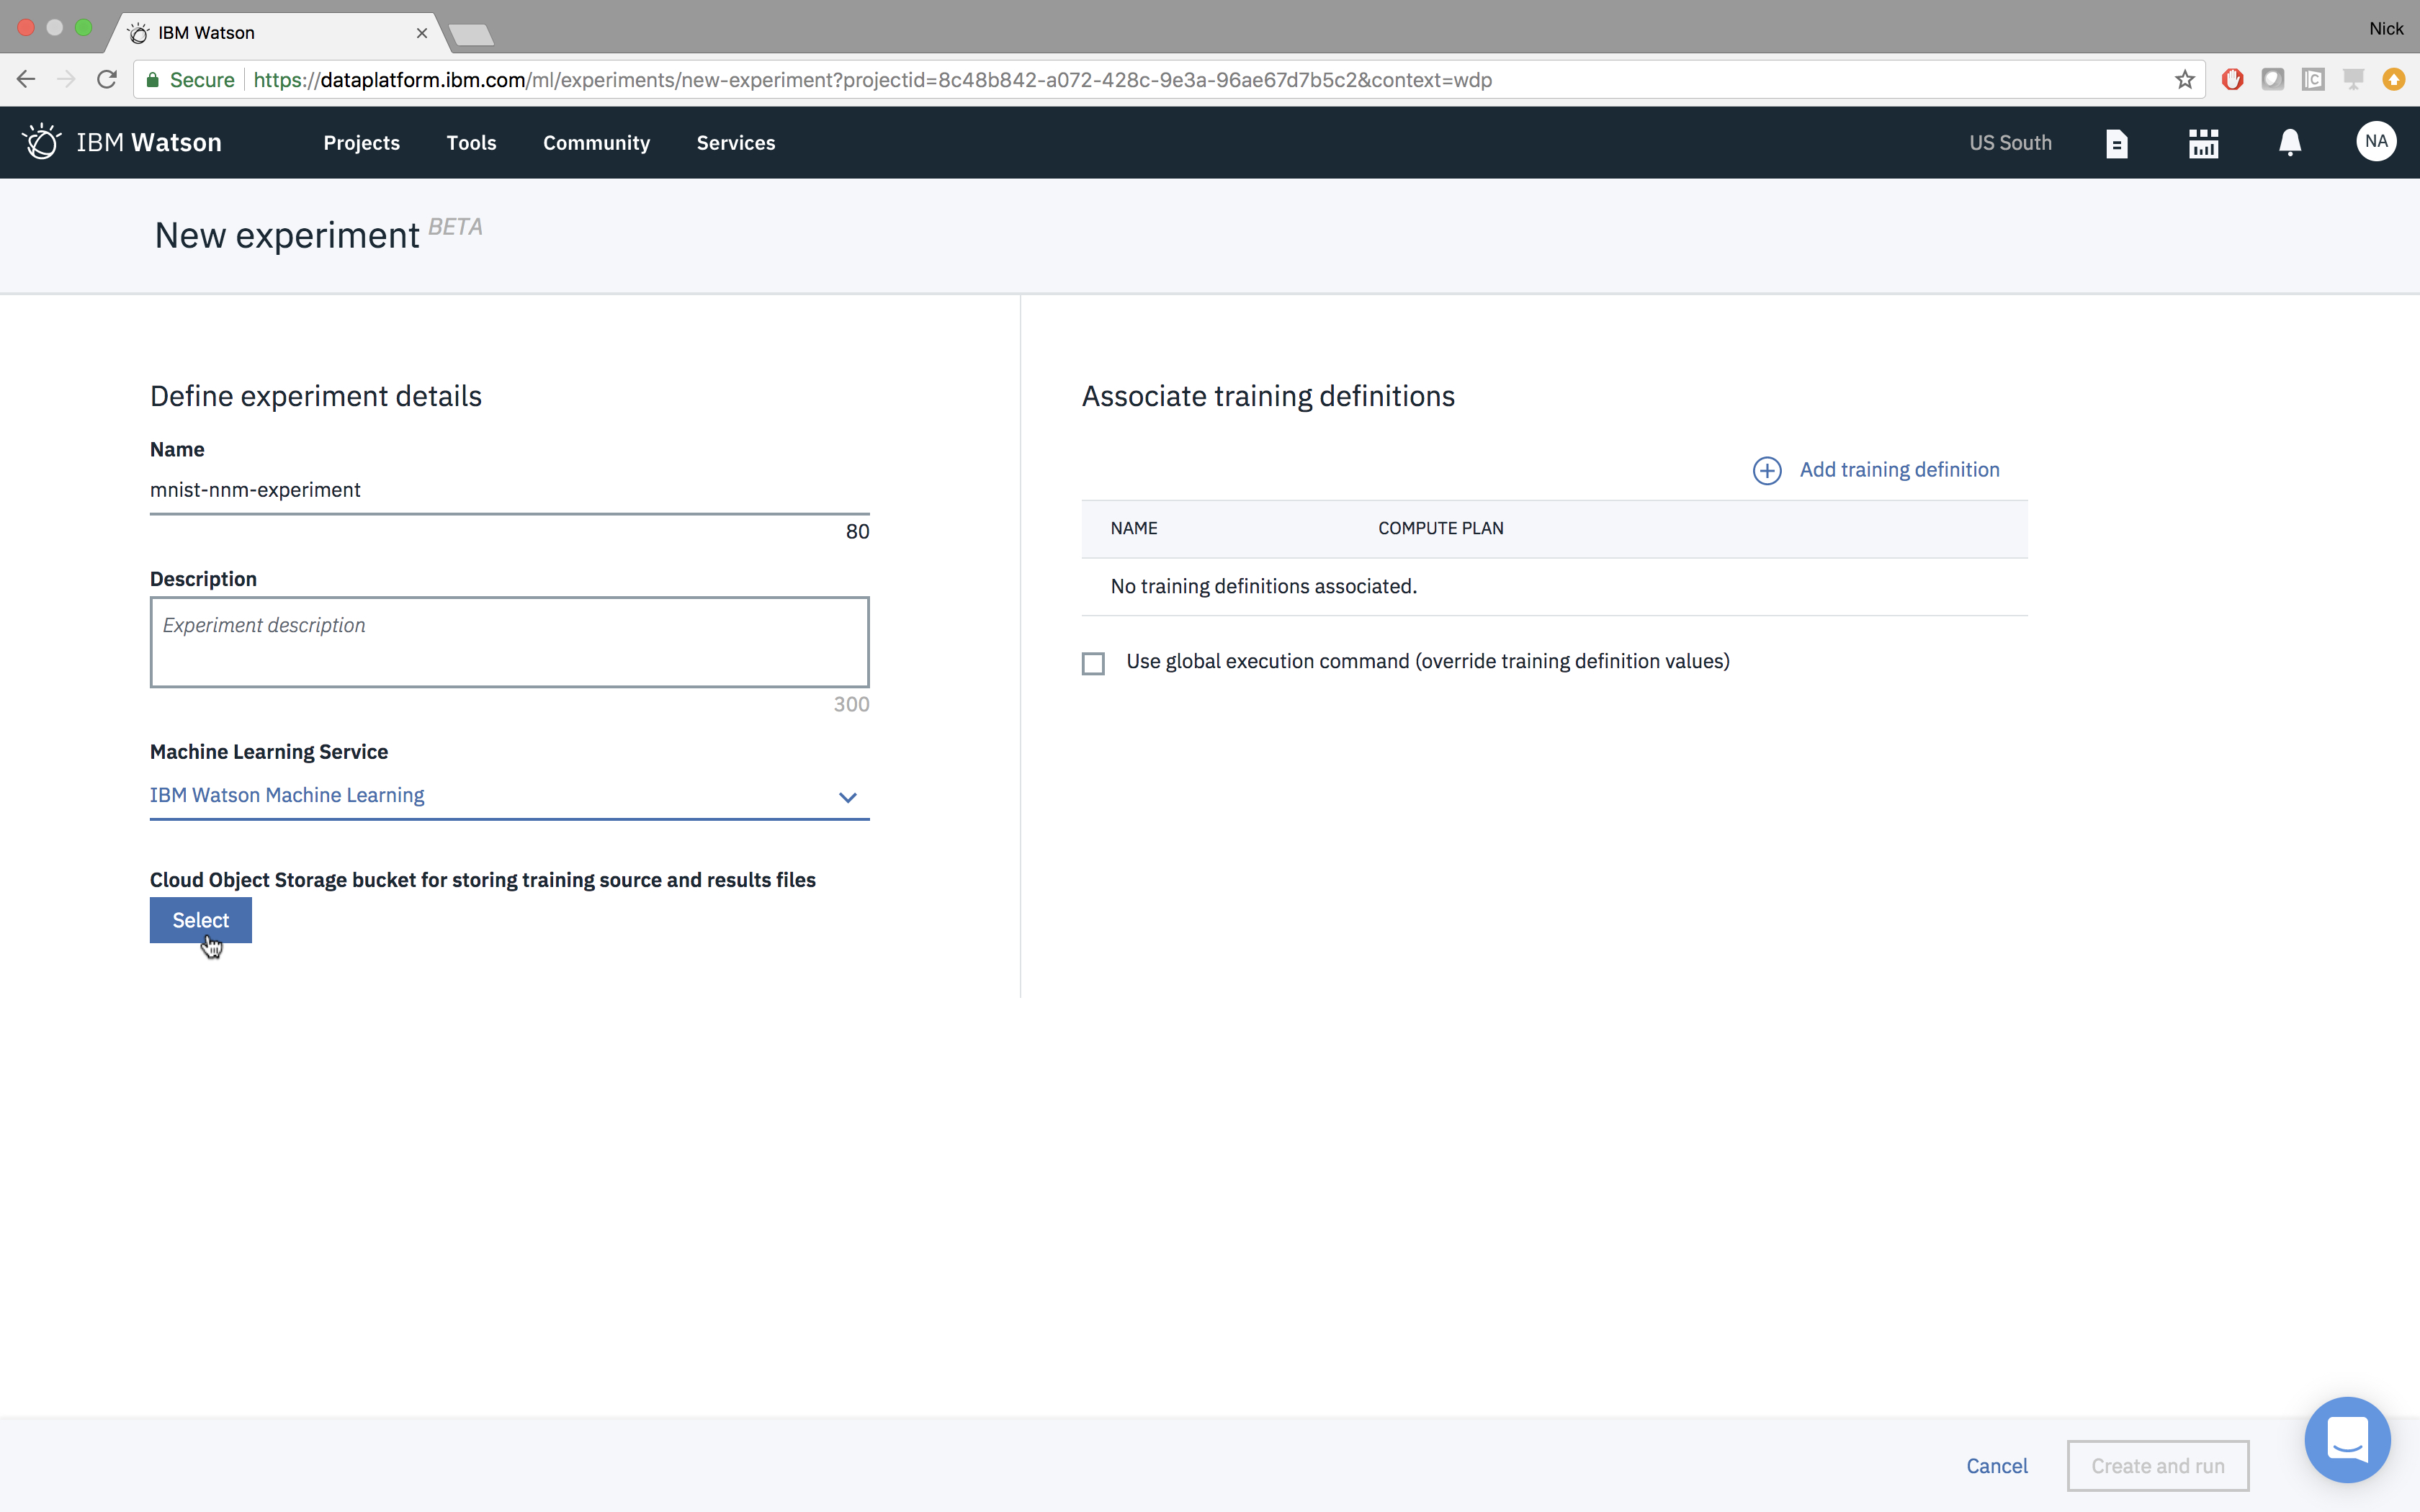 IBM Watson
Nick
Secure https://dataplatform.ibm.com/ml/experiments/new-experiment?projectid=8c48b842-a072-428c-9e3a-96ae67d7b5c2&context=wdp
IBM Watson Projects Tools Community Services US South NA
New experiment BETA
Define experiment details
Name
mnist-nnm-experiment
80
Description
Experiment description
300
Machine Learning Service
IBM Watson Machine Learning
Cloud Object Storage bucket for storing training source and results files
Select
Associate training definitions
Add training definition
NAME COMPUTE PLAN
No training definitions associated.
Use global execution command (override training definition values)
Cancel Create and run